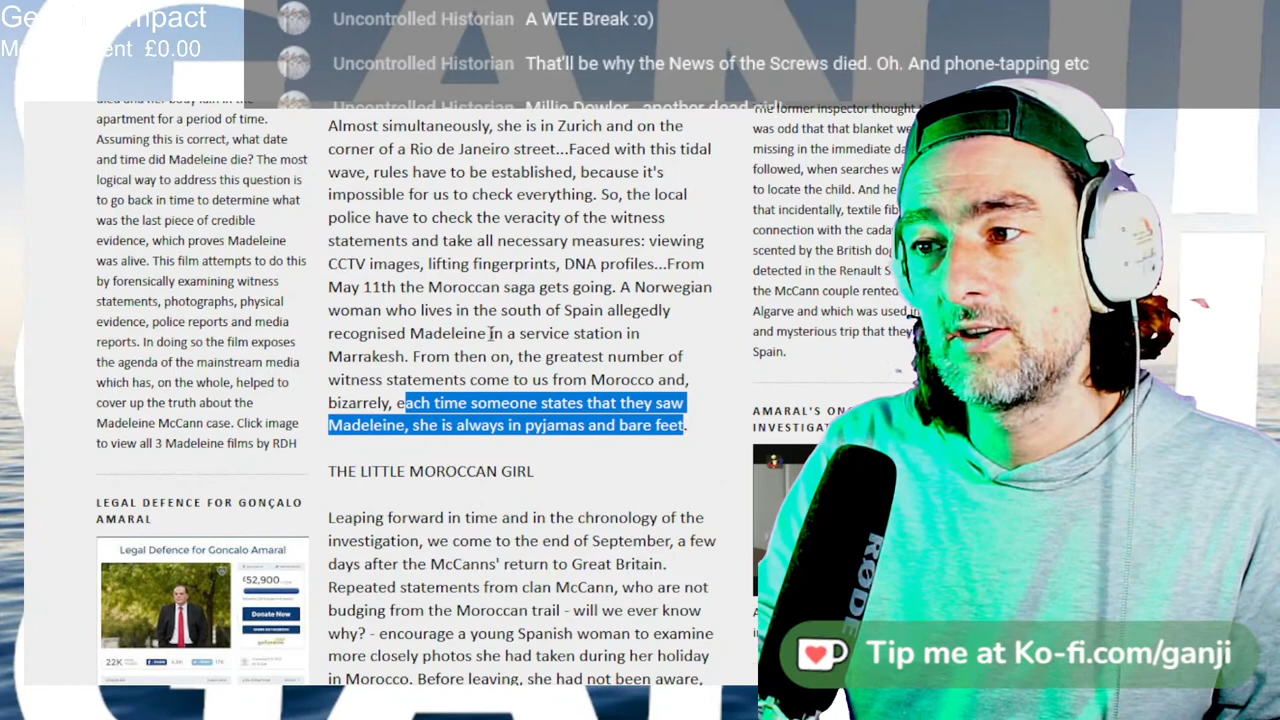 Uncontrolled Historian A WEE Break :o)
£0.00
Uncontrolled Historian That'll be why the News of the Screws died. Oh. And phone-tapping etc
Uncontrolled Historian Millie Dowler
apartment for a period of time.
Assuming this is correct, what date
and time did Madeleine die? The most
logical way to address this question is
to go back in time to determine what
was the last piece of credible
evidence, which proves Madeleine
was alive. This film attempts to do this
by forensically examining witness
statements, photographs, physical
evidence, police reports and media
reports. In doing so the film exposes
the agenda of the mainstream media
which has, on the whole, helped to
cover up the truth about the
Madeleine McCann case. Click image
to view all 3 Madeleine films by RDH
LEGAL DEFENCE FOR GONÇALO
AMARAL
Legal Defence for Goncalo Amaral
£52,900
Donate Now
22K
Almost simultaneously, she is in Zurich and on the
corner of a Rio de Janeiro street...Faced with this tidal
wave, rules have to be established, because it's
impossible for us to check everything. So, the local
police have to check the veracity of the witness
statements and take all necessary measures: viewing
CCTV images, lifting fingerprints, DNA profiles...From
May 11th the Moroccan saga gets going. A Norwegian
woman who lives in the south of Spain allegedly
recognised Madeleine in a service station in
Marrakesh. From then on, the greatest number of
witness statements come to us from Morocco and,
bizarrely, each time someone states that they saw
Madeleine, she is always in pyjamas and bare feet.
THE LITTLE MOROCCAN GIRL
Leaping forward in time and in the chronology of the
investigation, we come to the end of September, a few
days after the McCanns' return to Great Britain.
Repeated statements from clan McCann, who are not
budging from the Moroccan trail - will we ever know
why? - encourage a young Spanish woman to examine
more closely photos she had taken during her holiday
in Morocco. Before leaving, she had not been aware,
The former inspector thought
was odd that that blanket
missing in the immediate
followed, when searches
to locate the child. And he
that incidentally, textile
connection with the
scented by the British
detected in the Renault
the McCann couple rented
Algarve and which was used
and mysterious trip that they
Spain.
AMARAL'S
Tip me at Ko-fi.com/ganji
RØDE